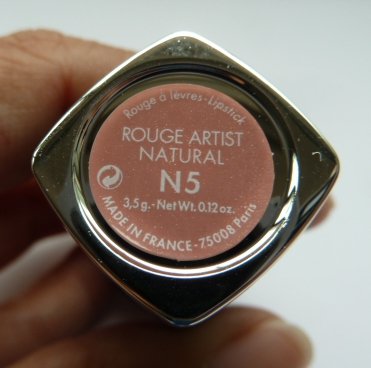 Rouge à lèvres-Lipstick
ROUGE ARTIST
NATURAL
N5
3,5 g.-Net Wt. 0.12 oz.
MADE IN FRANCE-75008 Paris